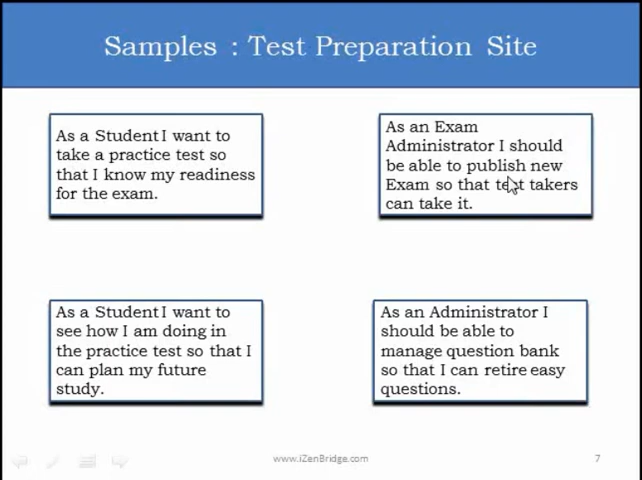 Samples : Test Preparation Site
As a Student I want to
take a practice test so
that I know my readiness
for the exam.
As an Exam
Administrator I should
be able to publish new
Exam so that test takers
can take it.
As a Student I want to
see how I am doing in
the practice test so that I
can plan my future
study.
As an Administrator I
should be able to
manage question bank
so that I can retire easy
questions.
www.iZenBridge.com
7